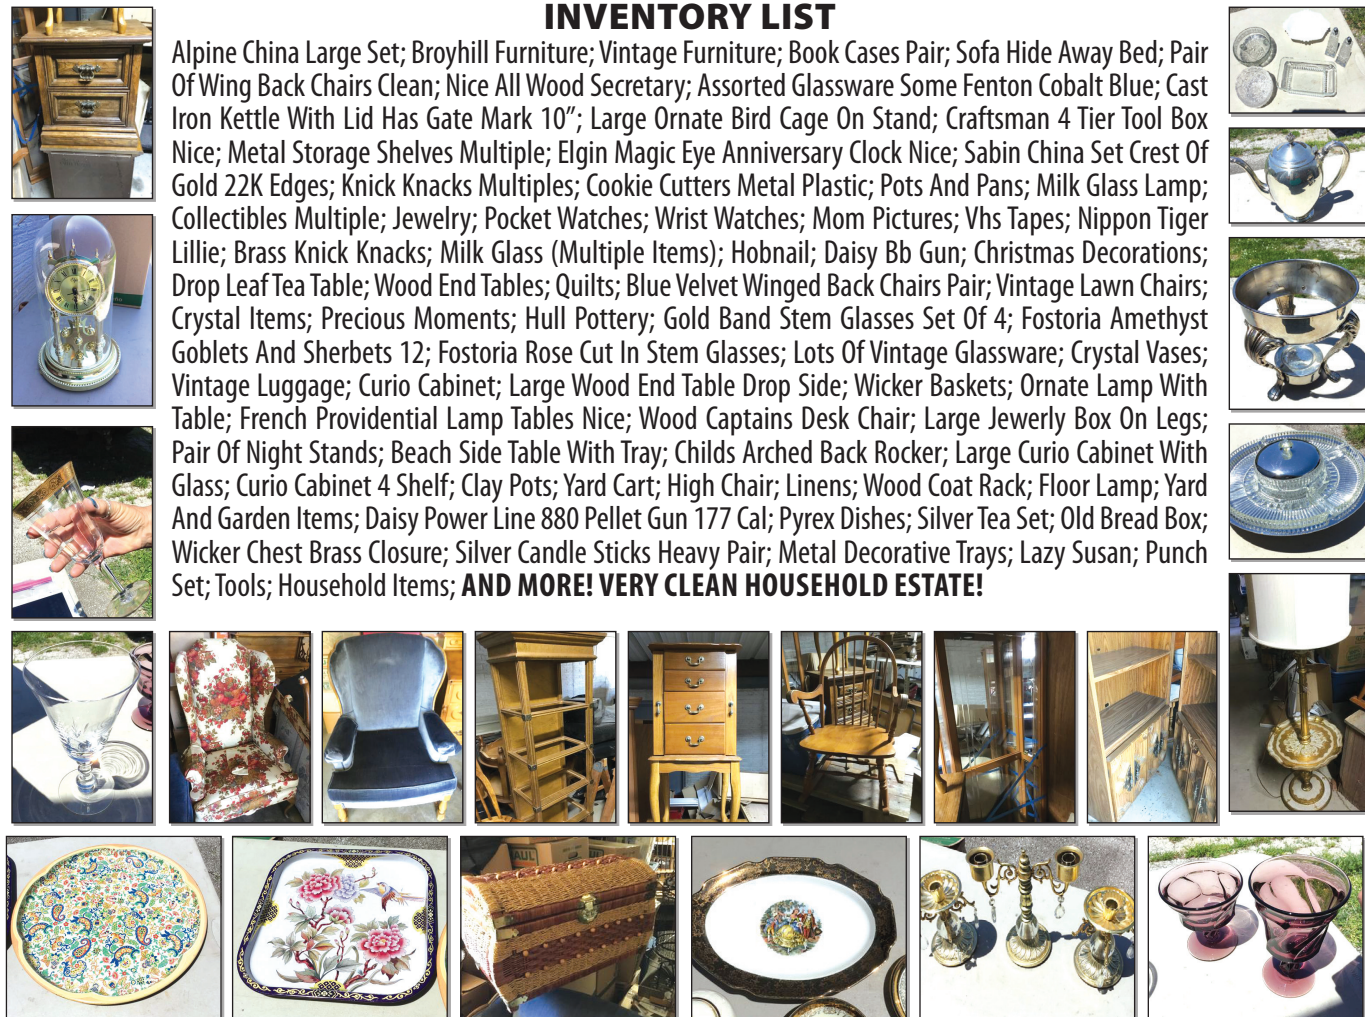 INVENTORY LIST
Alpine China Large Set; Broyhill Furniture; Vintage Furniture; Book Cases Pair; Sofa Hide Away Bed; Pair
Of Wing Back Chairs Clean; Nice All Wood Secretary; Assorted Glassware Some Fenton Cobalt Blue; Cast
Iron Kettle With Lid Has Gate Mark 10”; Large Ornate Bird Cage On Stand; Craftsman 4 Tier Tool Box
Nice; Metal Storage Shelves Multiple; Elgin Magic Eye Anniversary Clock Nice; Sabin China Set Crest Of
Gold 22K Edges; Knick Knacks Multiples; Cookie Cutters Metal Plastic; Pots And Pans; Milk Glass Lamp;
Collectibles Multiple; Jewelry; Pocket Watches; Wrist Watches; Mom Pictures; Vhs Tapes; Nippon Tiger
Lillie; Brass Knick Knacks; Milk Glass (Multiple Items); Hobnail; Daisy Bb Gun; Christmas Decorations;
Drop Leaf Tea Table; Wood End Tables; Quilts; Blue Velvet Winged Back Chairs Pair; Vintage Lawn Chairs;
Crystal Items; Precious Moments; Hull Pottery; Gold Band Stem Glasses Set Of 4; Fostoria Amethyst
Goblets And Sherbets 12; Fostoria Rose Cut In Stem Glasses; Lots Of Vintage Glassware; Crystal Vases;
Vintage Luggage; Curio Cabinet; Large Wood End Table Drop Side; Wicker Baskets; Ornate Lamp With
Table; French Providential Lamp Tables Nice; Wood Captains Desk Chair; Large Jewerly Box On Legs;
Pair Of Night Stands; Beach Side Table With Tray; Childs Arched Back Rocker; Large Curio Cabinet With
Glass; Curio Cabinet 4 Shelf; Clay Pots; Yard Cart; High Chair; Linens; Wood Coat Rack; Floor Lamp; Yard
And Garden Items; Daisy Power Line 880 Pellet Gun 177 Cal; Pyrex Dishes; Silver Tea Set; Old Bread Box;
Wicker Chest Brass Closure; Silver Candle Sticks Heavy Pair; Metal Decorative Trays; Lazy Susan; Punch
Set; Tools; Household Items; AND MORE! VERY CLEAN HOUSEHOLD ESTATE!